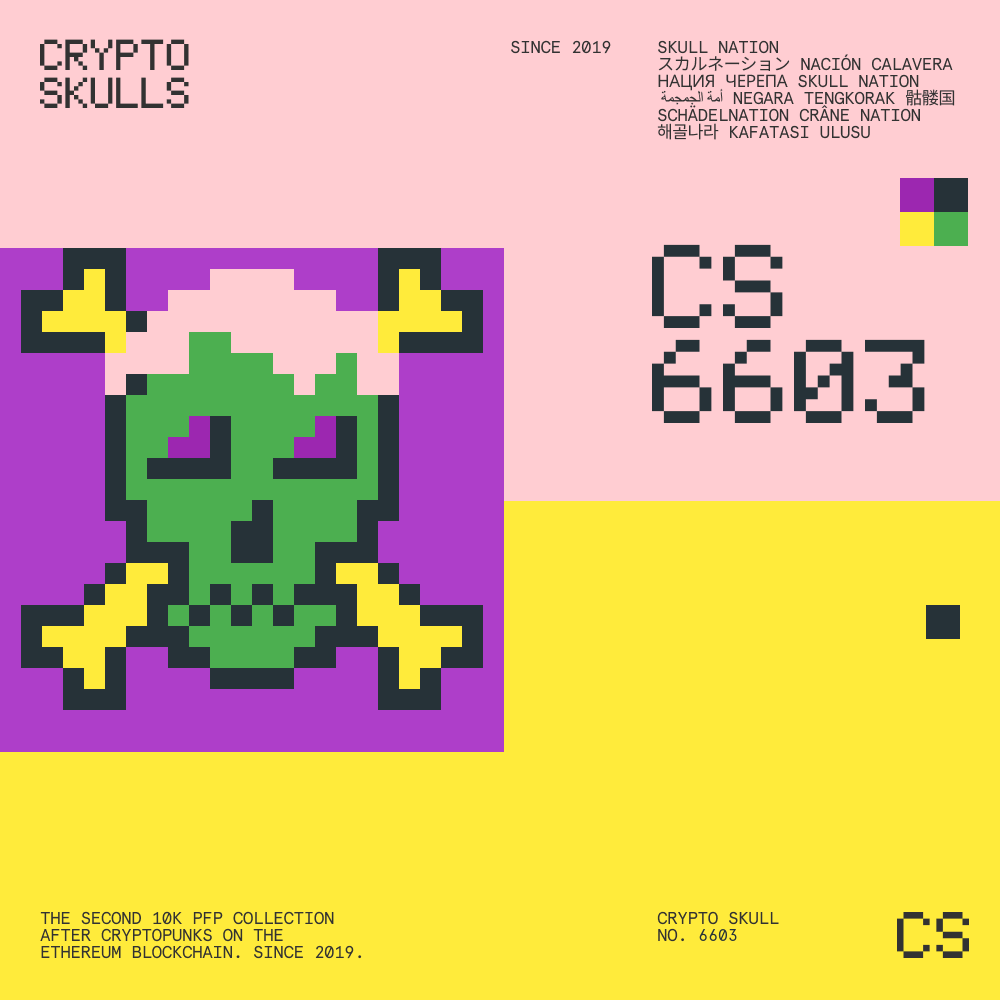 CRYPTO
SKULLS
SINCE 2019
SKULL NATION
スカルネーション NACIÓN CALAVERA
НАЦИЯ ЧЕРЕПА SKULL NATION
أمة الجمجمة NEGARA TENGKORAK 骷髅国
SCHÄDELNATION CRÂNE NATION
해골나라 KAFATASI ULUSU
CS
6603
THE SECOND 10K PFP COLLECTION
AFTER CRYPTOPUNKS ON THE
ETHEREUM BLOCKCHAIN. SINCE 2019.
CRYPTO SKULL
NO. 6603
CS